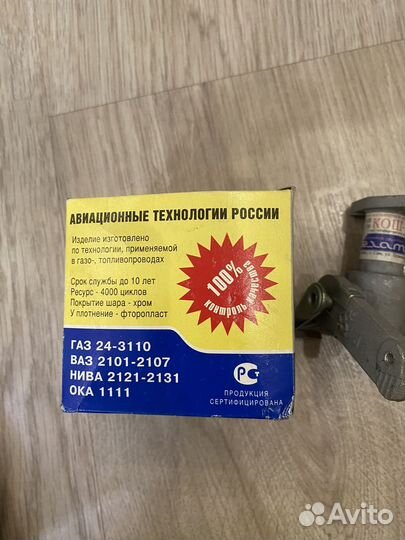 АВИАЦИОННЫЕ ТЕХНОЛОГИИ РОССИИ
Изделие изготовлено
по технологии, применяемой
в газо-, топливопроводах
Срок службы до 10 лет
Ресурс - 4000 циклов
Покрытие шара - хром
У плотнение - фторопласт
100%
контроль качества
ГАЗ 24-3110
ВАЗ 2101-2107
НИВА 2121-2131
ОКА 1111
РСТ
ПРОДУКЦИЯ
СЕРТИФИЦИРОВАНА
Avito